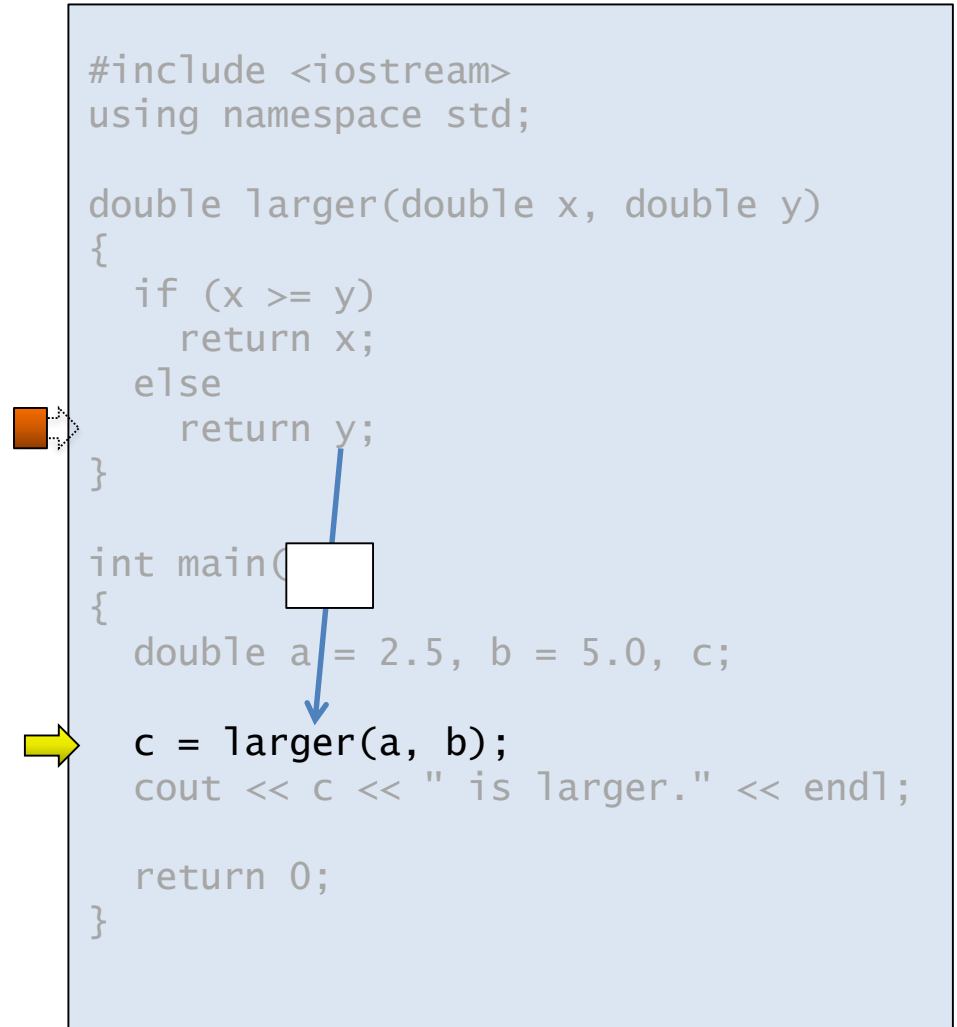 #include <iostream>
using namespace std;
double larger(double x, double y)
{
if (x >= y)
return x;
else
return y;
}
int main(
{
double a = 2.5, b = 5.0, c;
c = larger(a, b);
cout << c << " is larger." << endl;
return 0;
}